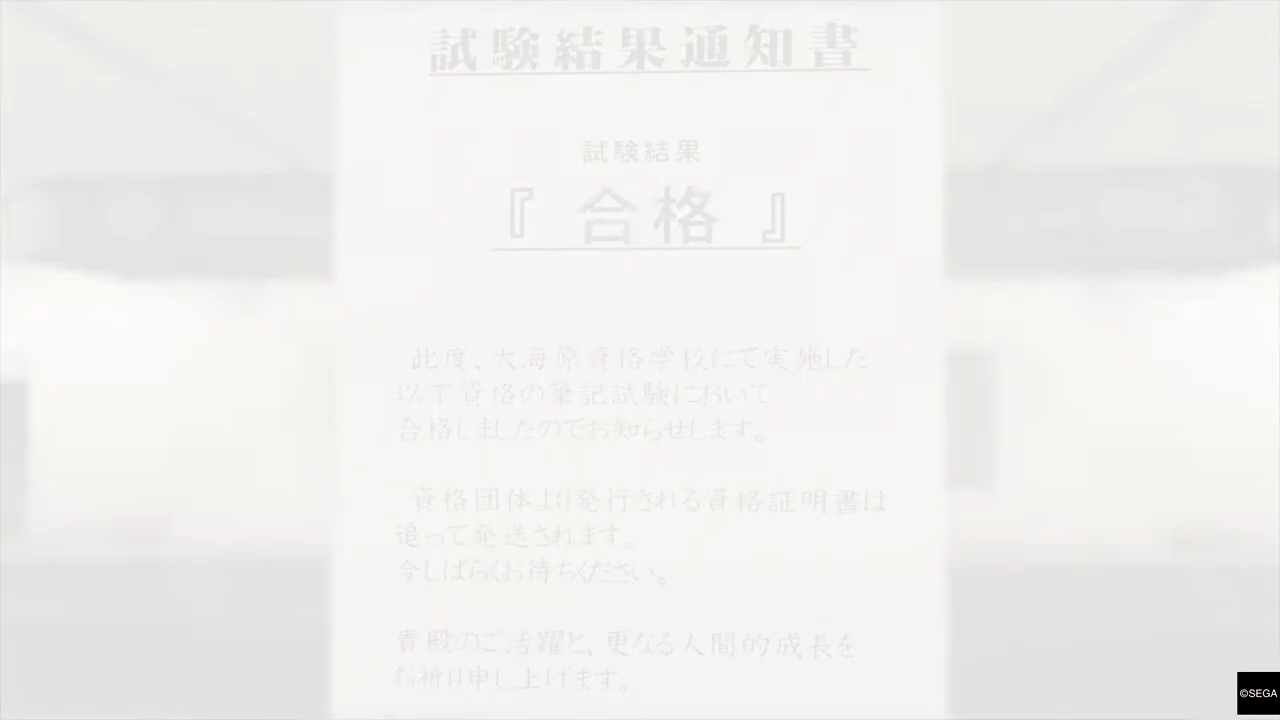 試験結果通知書
試験結果
『 合格 』
此度、大海原資格学校にて実施した
以下資格の筆記試験において
合格しましたのでお知らせします。
資格団体より発行される資格証明書は
追って発送されます。
今しばらくお待ちください。
貴殿のご活躍と、更なる人間的成長を
お祈り申し上げます。
©SEGA